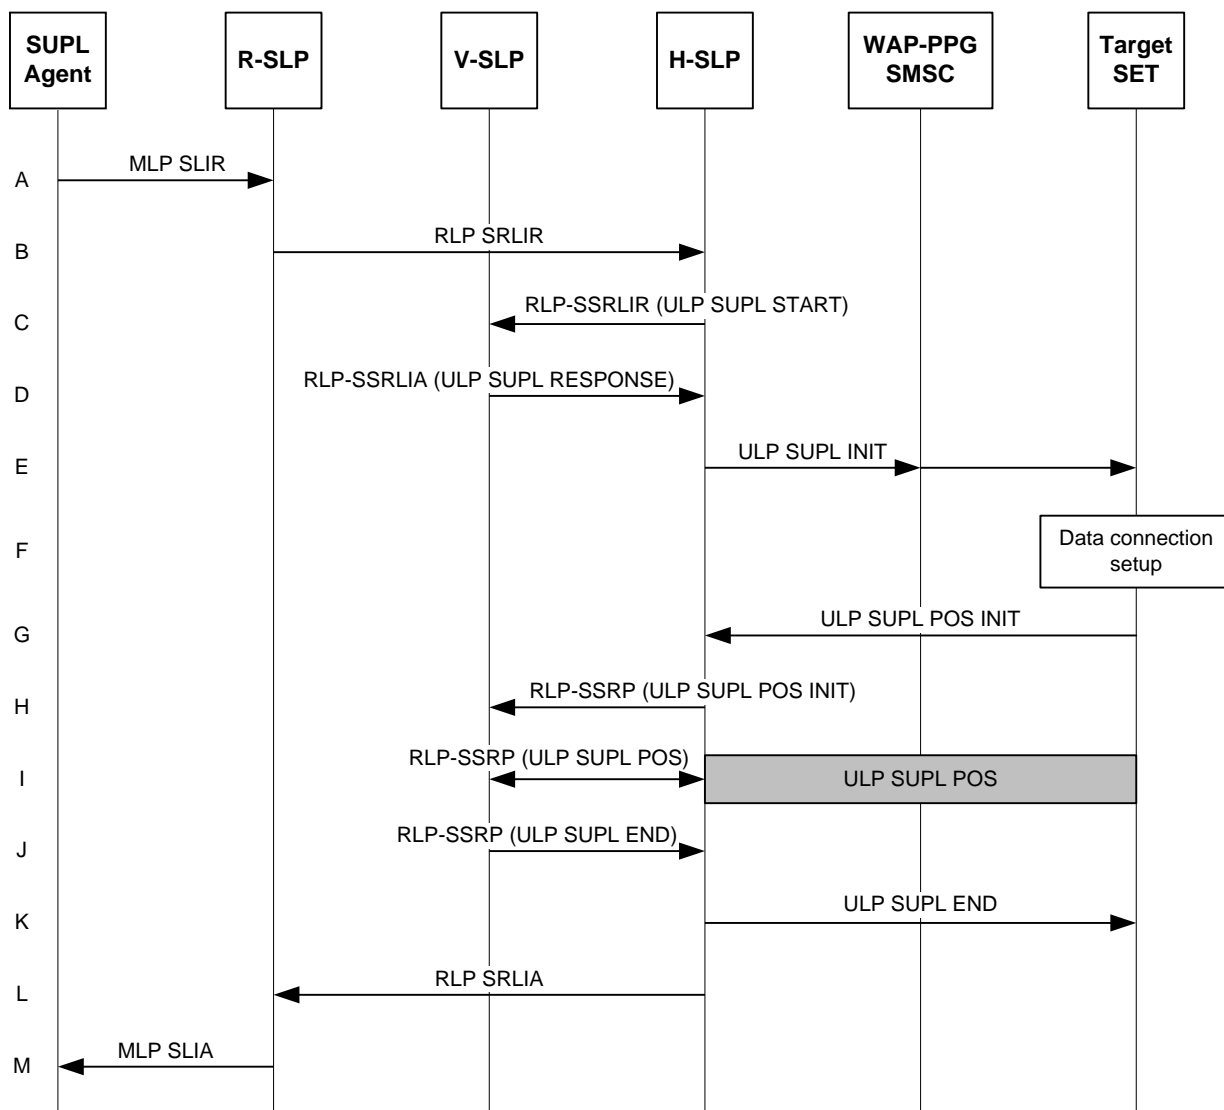 SUPL
Agent
R-SLP
V-SLP
H-SLP
WAP-PPG
SMSC
Target
SET
A
MLP SLIR
B
RLP SRLIR
C
RLP-SSRLIR (ULP SUPL START)
D
RLP-SSRLIA (ULP SUPL RESPONSE)
E
ULP SUPL INIT
F
Data connection
setup
G
ULP SUPL POS INIT
H
RLP-SSRP (ULP SUPL POS INIT)
I
RLP-SSRP (ULP SUPL POS)
ULP SUPL POS
J
RLP-SSRP (ULP SUPL END)
K
ULP SUPL END
L
RLP SRLIA
M
MLP SLIA